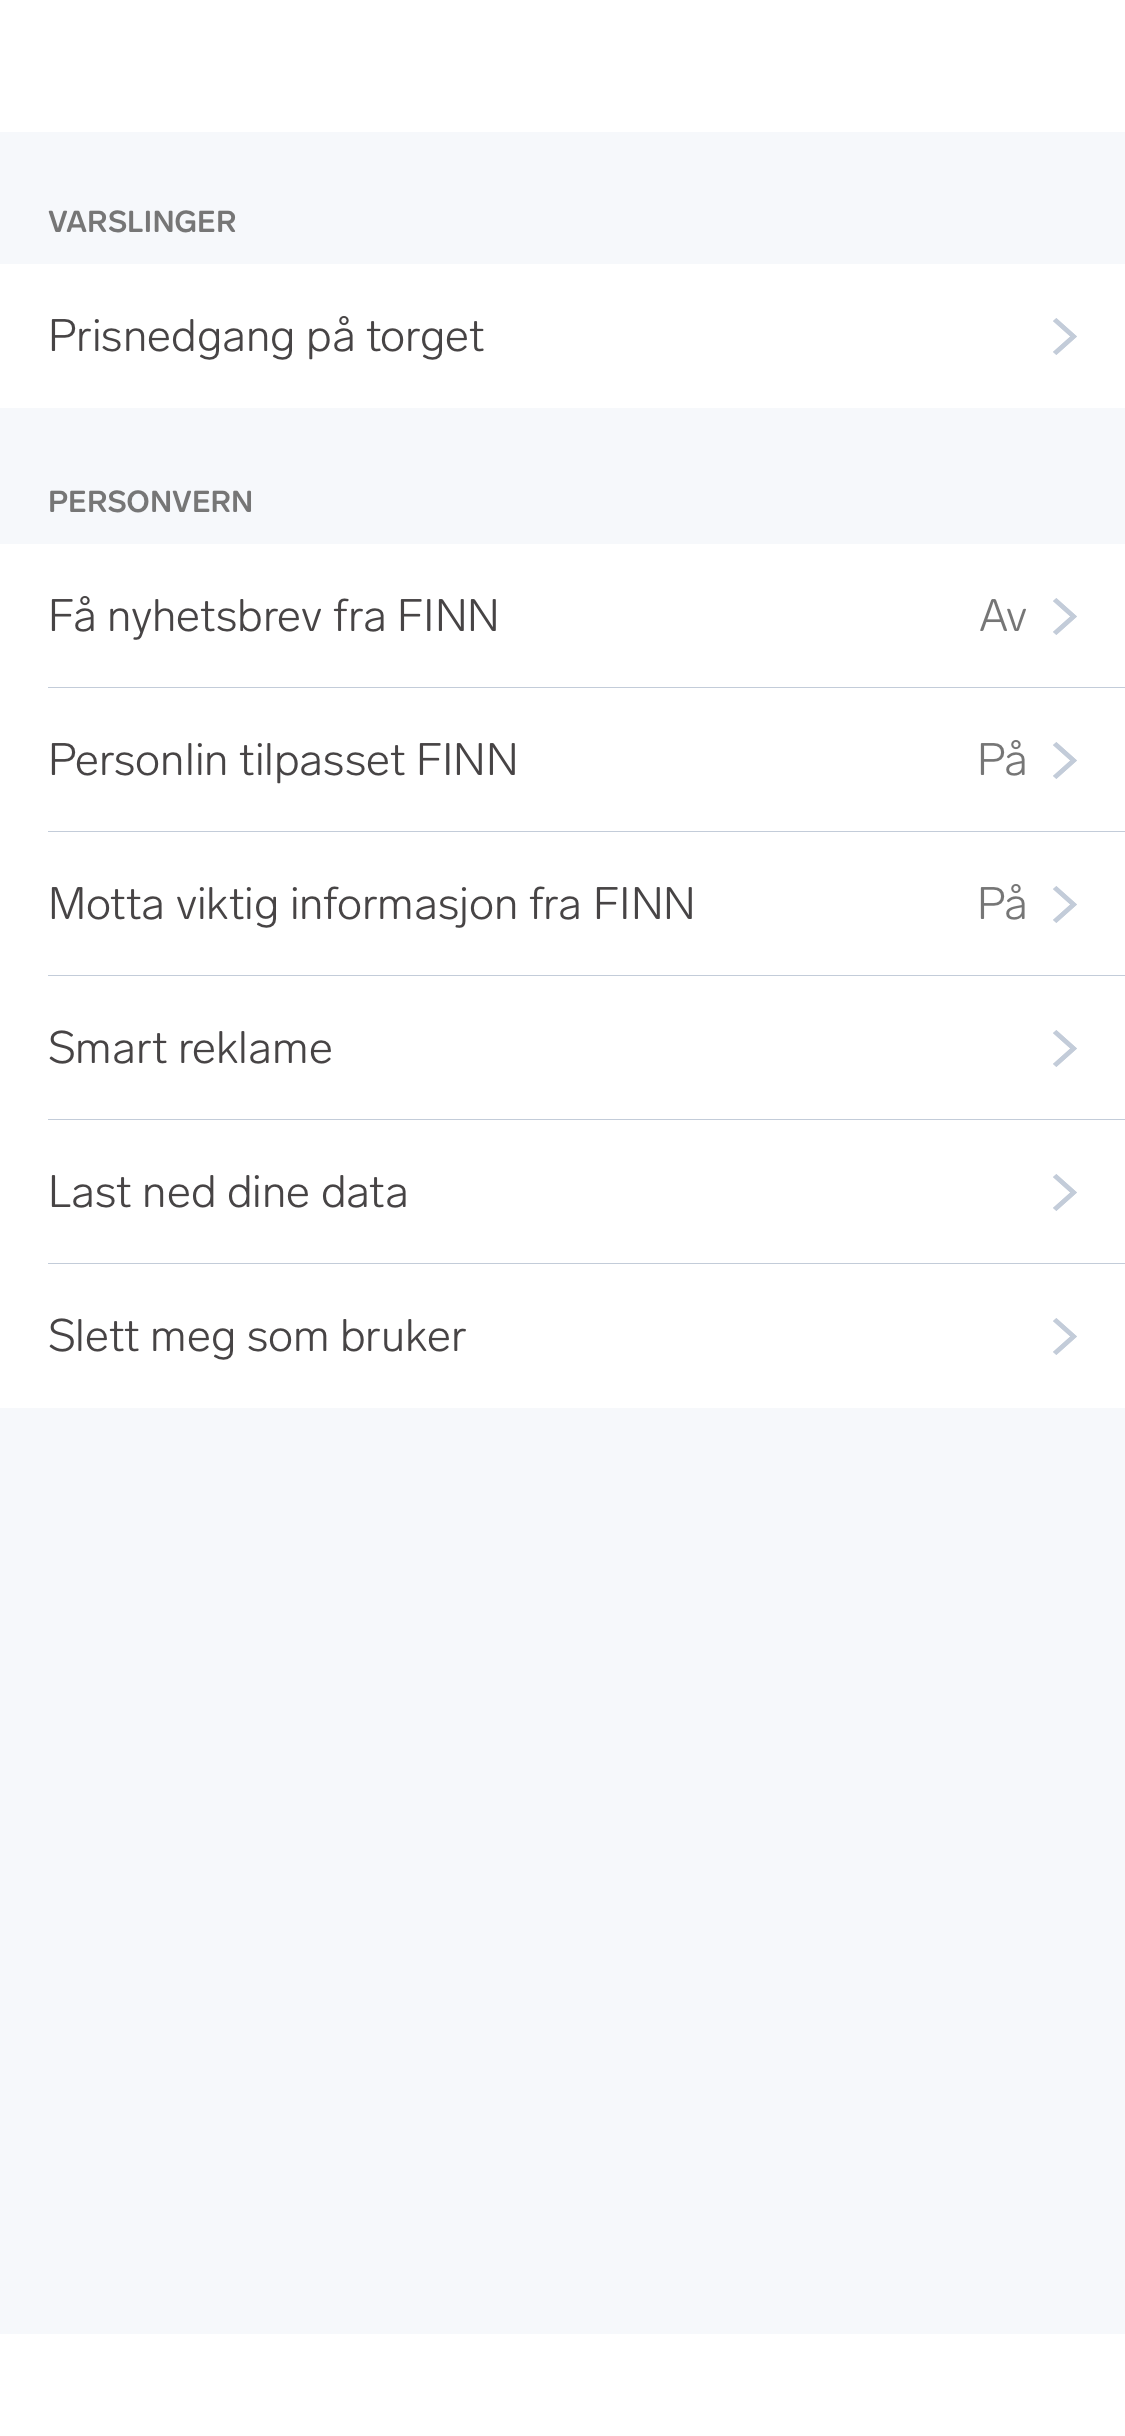 VARSLINGER
Prisnedgang på torget
PERSONVERN
Få nyhetsbrev fra FINN Av
Personlin tilpasset FINN På
Motta viktig informasjon fra FINN På
Smart reklame
Last ned dine data
Slett meg som bruker